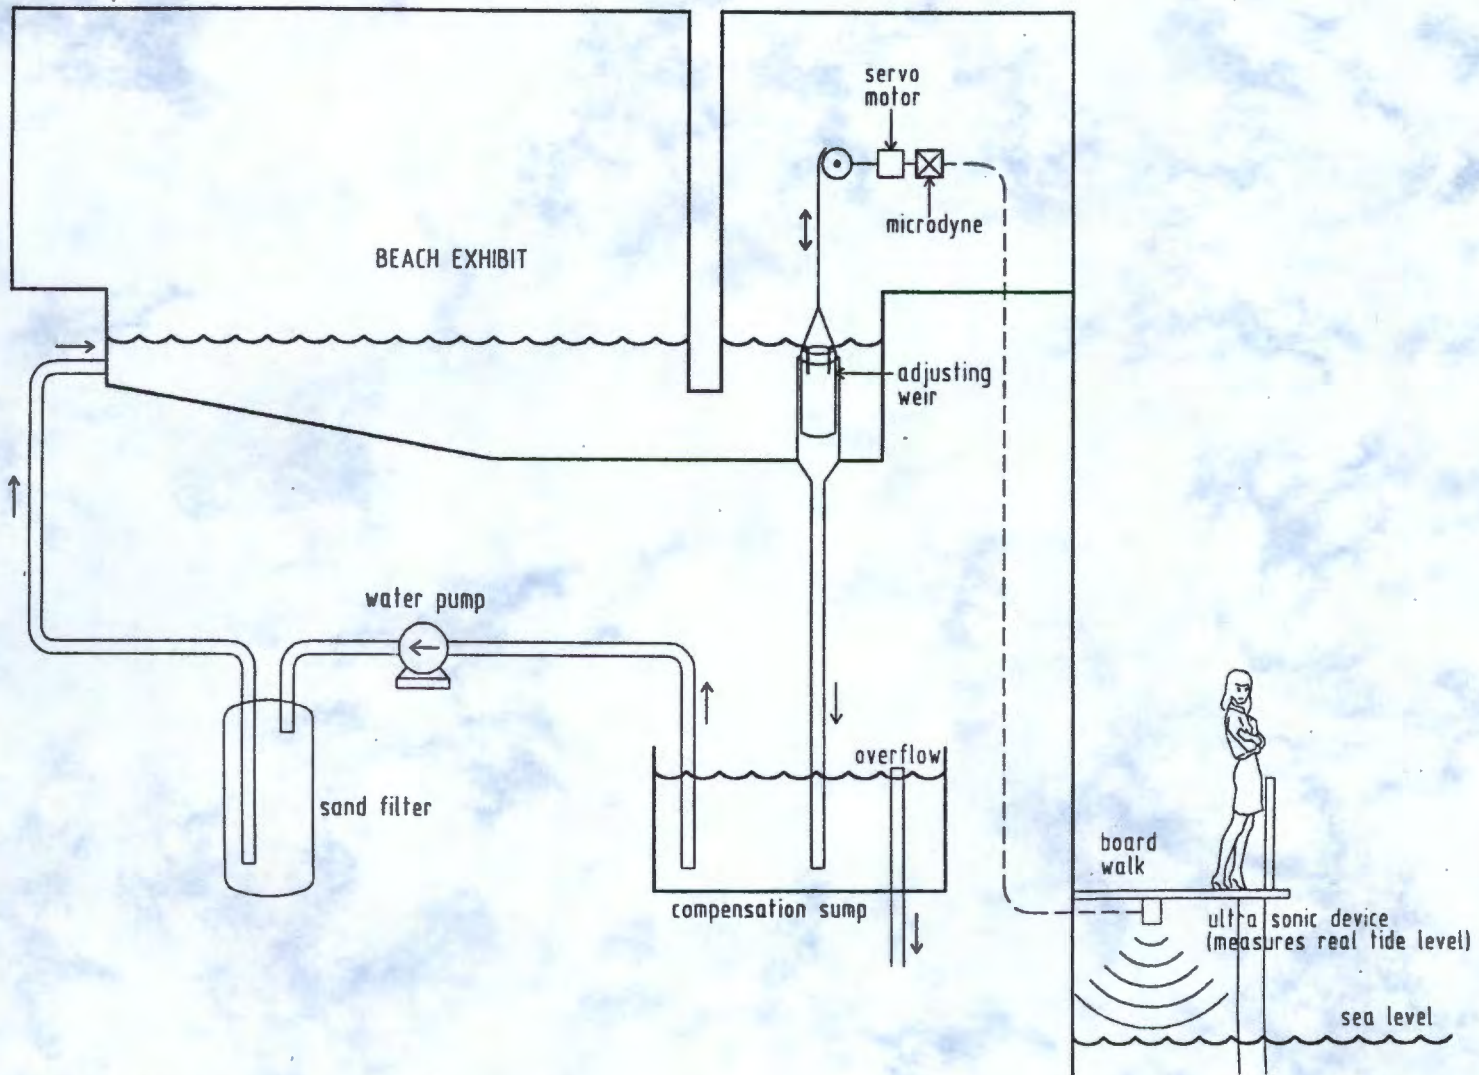 servo
motor
microdyne
BEACH EXHIBIT
adjusting
weir
water pump
overflow
sand filter
board
walk
compensation sump
ultra sonic device
(measures real tide level)
sea level